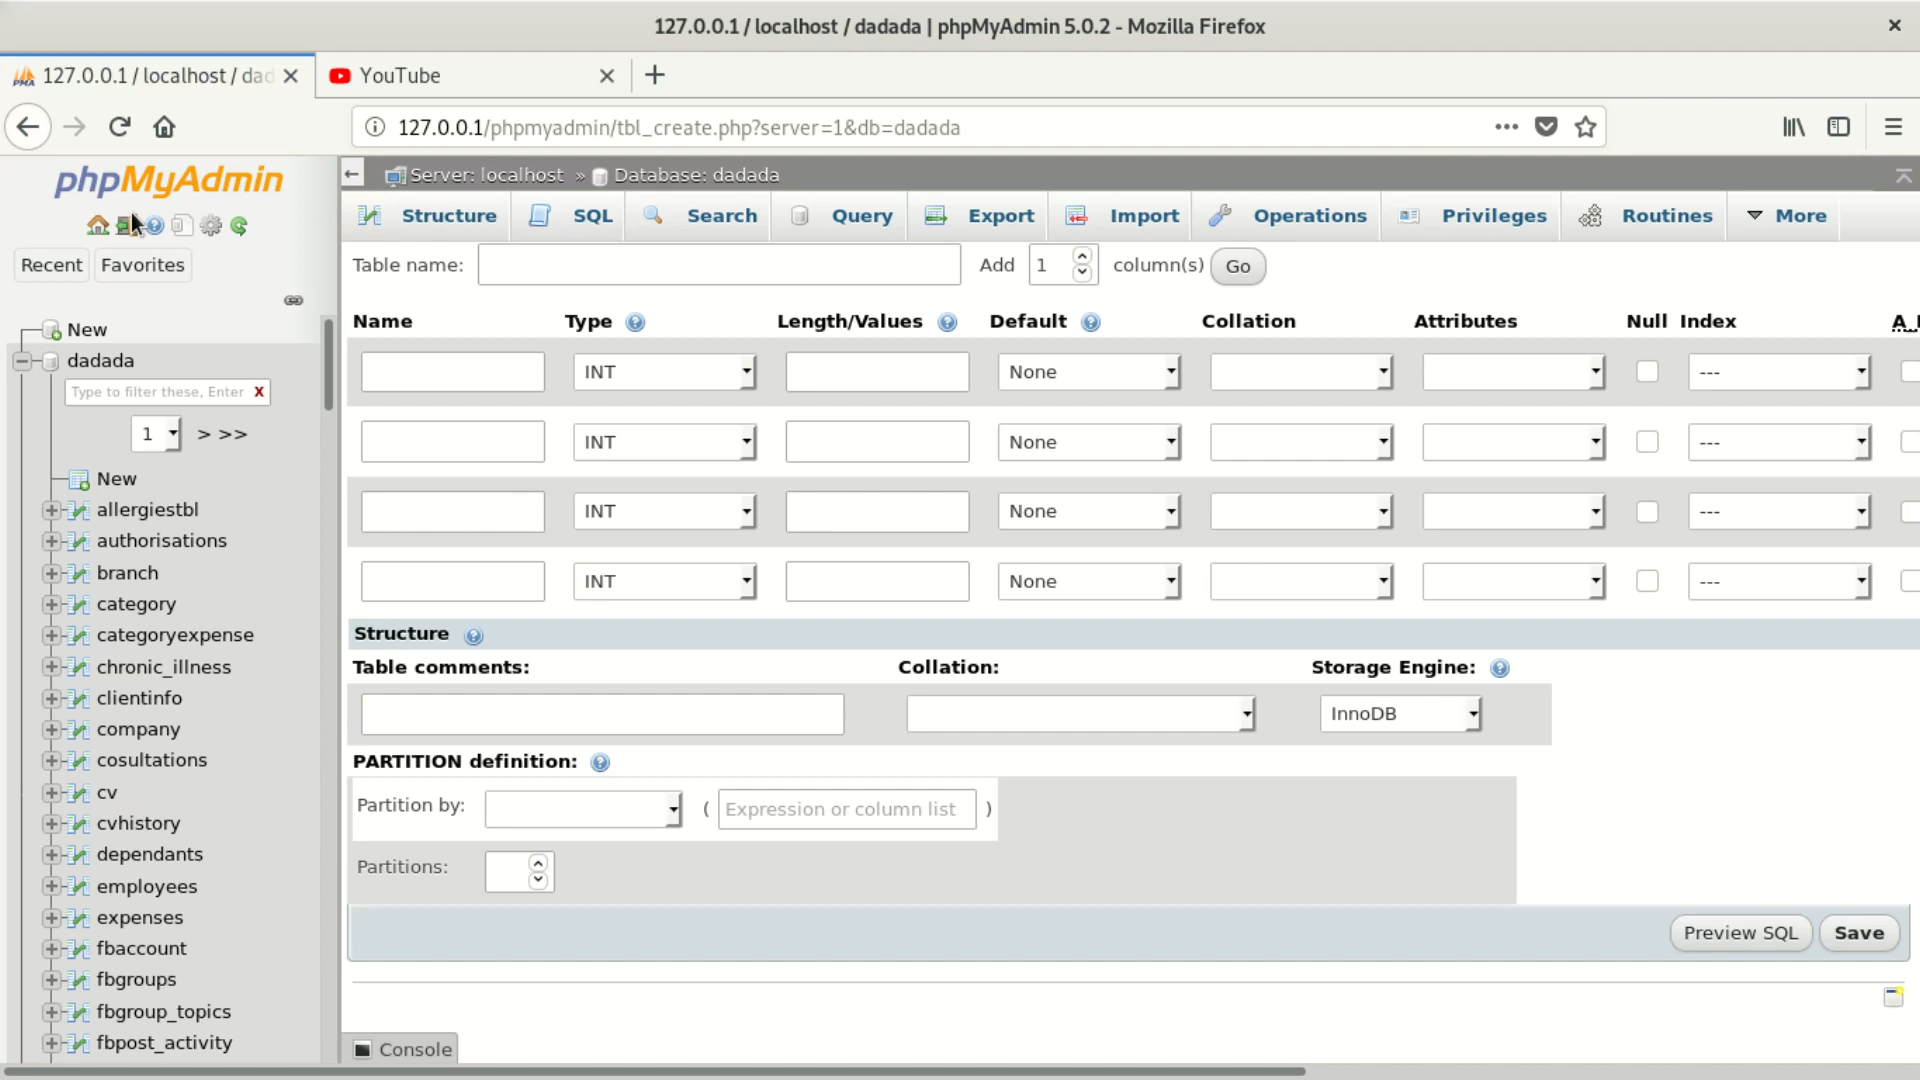 127.0.0.1 / localhost / dadada | phpMyAdmin 5.0.2 - Mozilla Firefox
127.0.0.1 / localhost / dad
YouTube
127.0.0.1/phpmyadmin/tbl_create.php?server=1&db=dadada
phpMyAdmin
Server: localhost » Database: dadada
Structure SQL Search Query Export Import Operations Privileges Routines More
Recent Favorites
Table name: Add 1 column(s) Go
Name Type Length/Values Default Collation Attributes Null Index
INT None ---
INT None ---
INT None ---
INT None ---
Structure
Table comments: Collation: Storage Engine:
InnoDB
PARTITION definition:
Partition by: ( Expression or column list )
Partitions:
Preview SQL Save
Console
New
dadada
Type to filter these, Enter X
1 > >>
New
allergiestbl
authorisations
branch
category
categoryexpense
chronic_illness
clientinfo
company
cosultations
cv
cvhistory
dependants
employees
expenses
fbaccount
fbgroups
fbgroup_topics
fbpost_activity